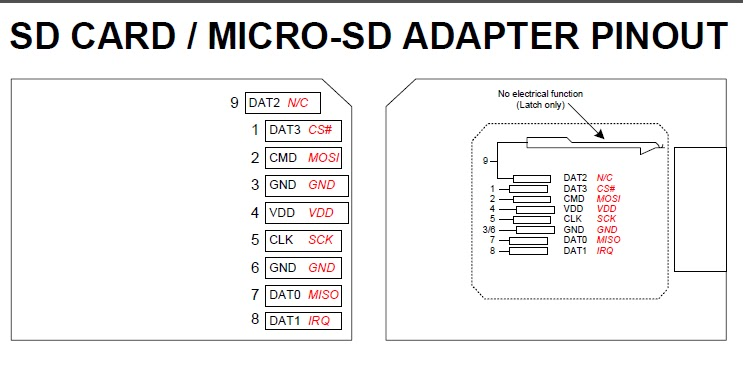 SD CARD / MICRO-SD ADAPTER PINOUT
9 DAT2 N/C
1 DAT3 CS#
2 CMD MOSI
3 GND GND
4 VDD VDD
5 CLK SCK
6 GND GND
7 DAT0 MISO
8 DAT1 IRQ
No electrical function
(Latch only)
9
DAT2 N/C
1 DAT3 CS#
2 CMD MOSI
4 VDD VDD
5 CLK SCK
3/6 GND GND
7 DAT0 MISO
8 DAT1 IRQ